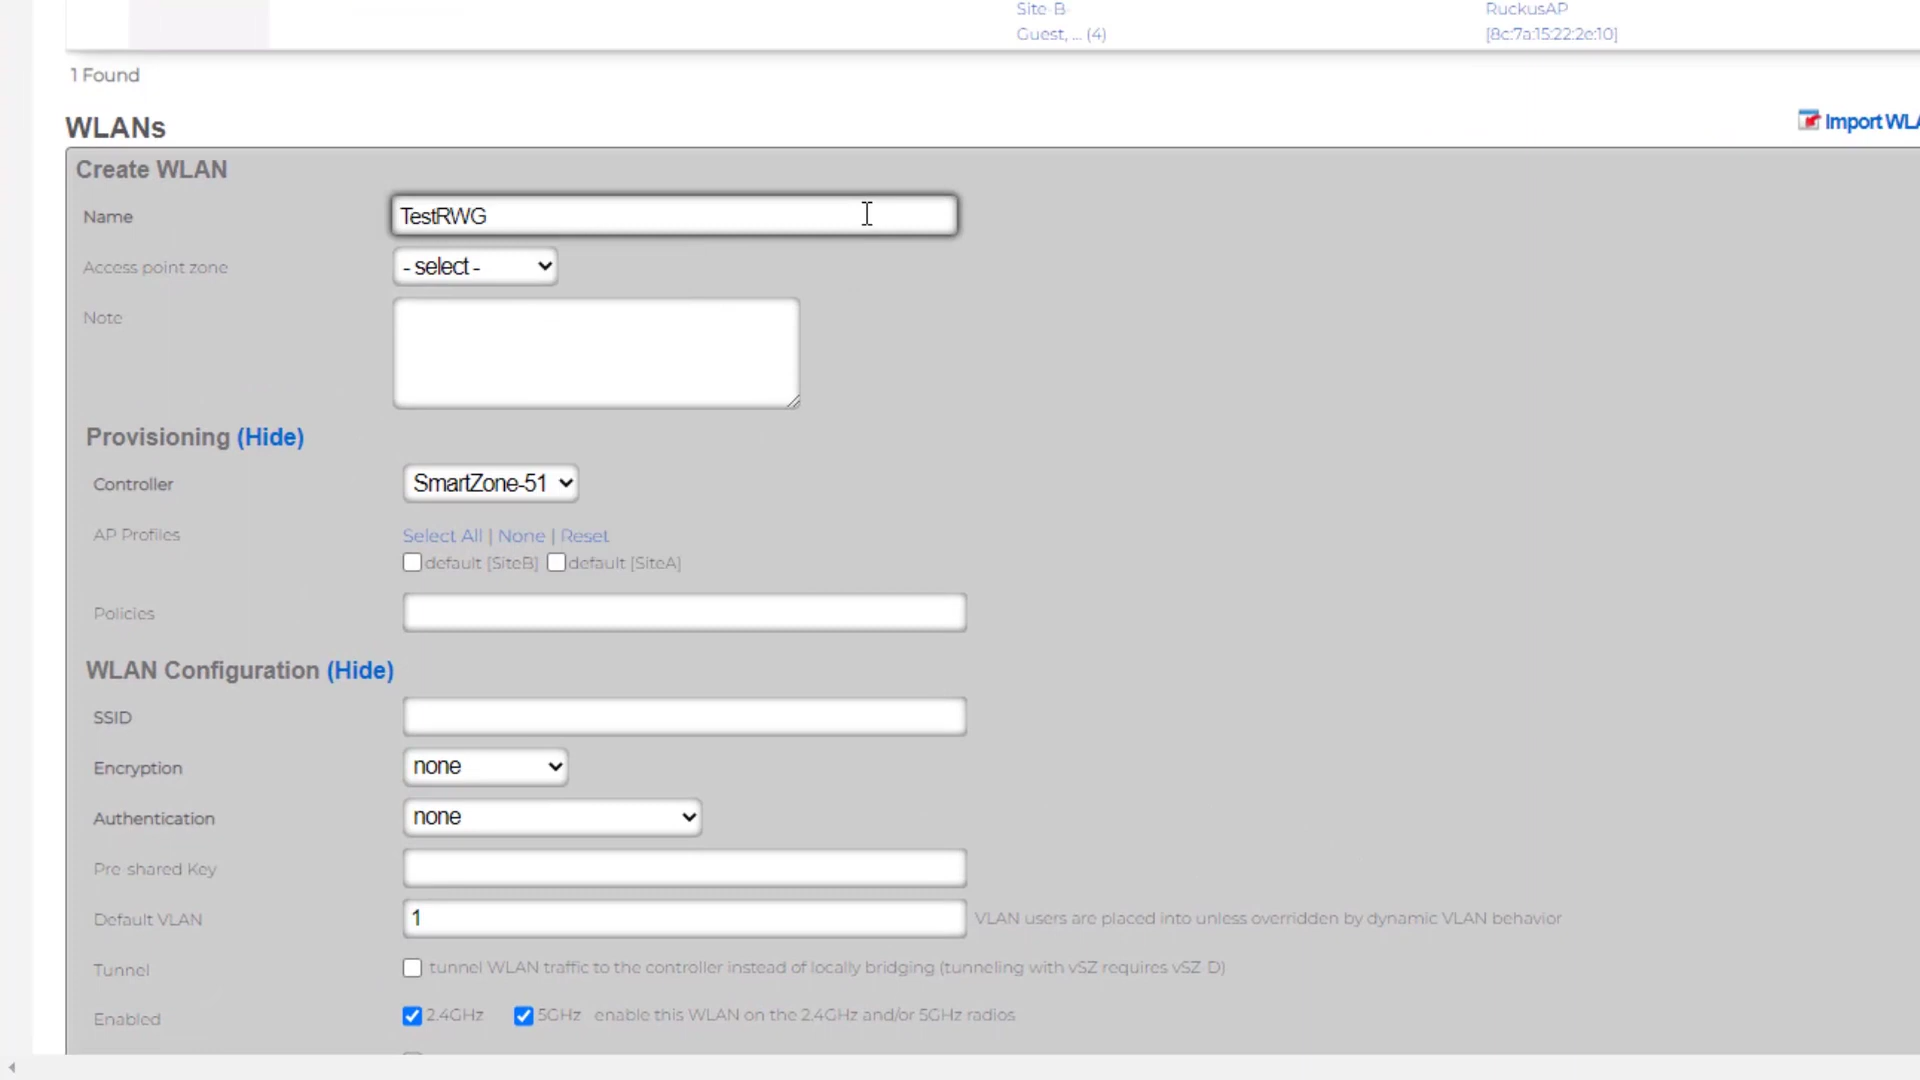 Site-B-
Guest, ... (4)
RuckusAP
[8c:7a:15:22:2e:10]
1 Found
WLANs
Import WLA
Create WLAN
Name TestRWG
Access point zone - select -
Note
Provisioning (Hide)
Controller SmartZone-51
AP Profiles Select All | None | Reset
default [SiteB] default [SiteA]
Policies
WLAN Configuration (Hide)
SSID
Encryption none
Authentication none
Pre-shared Key
Default VLAN 1 VLAN users are placed into unless overridden by dynamic VLAN behavior
Tunnel tunnel WLAN traffic to the controller instead of locally bridging (tunneling with vSZ requires vSZ-D)
Enabled 2.4GHz 5GHz enable this WLAN on the 2.4GHz and/or 5GHz radios